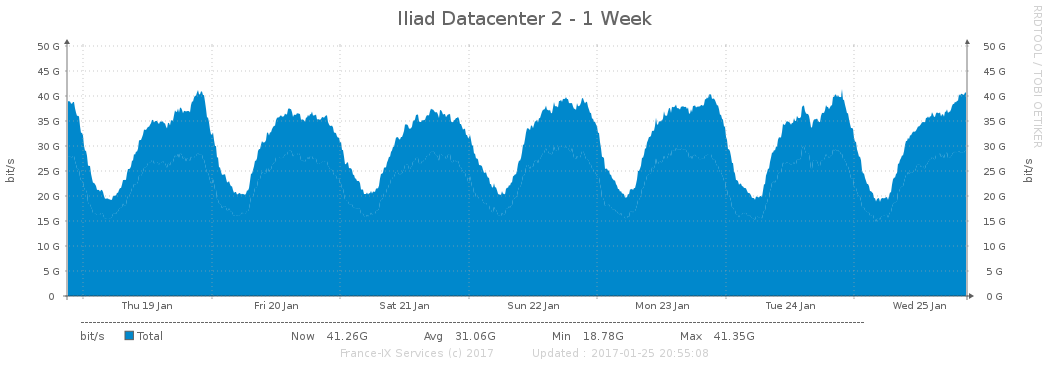 Iliad Datacenter 2 - 1 Week
RRDTOOL / TOBI OETIKER
50 G 50 G
45 G 45 G
40 G 40 G
35 G 35 G
30 G 30 G
25 G 25 G
20 G 20 G
15 G 15 G
10 G 10 G
5 G 5 G
0 0 G
bit/s bit/s
Thu 19 Jan Fri 20 Jan Sat 21 Jan Sun 22 Jan Mon 23 Jan Tue 24 Jan Wed 25 Jan
bit/s Total Now 41.26G Avg 31.06G Min 18.78G Max 41.35G
France-IX Services (c) 2017 Updated : 2017-01-25 20:55:08